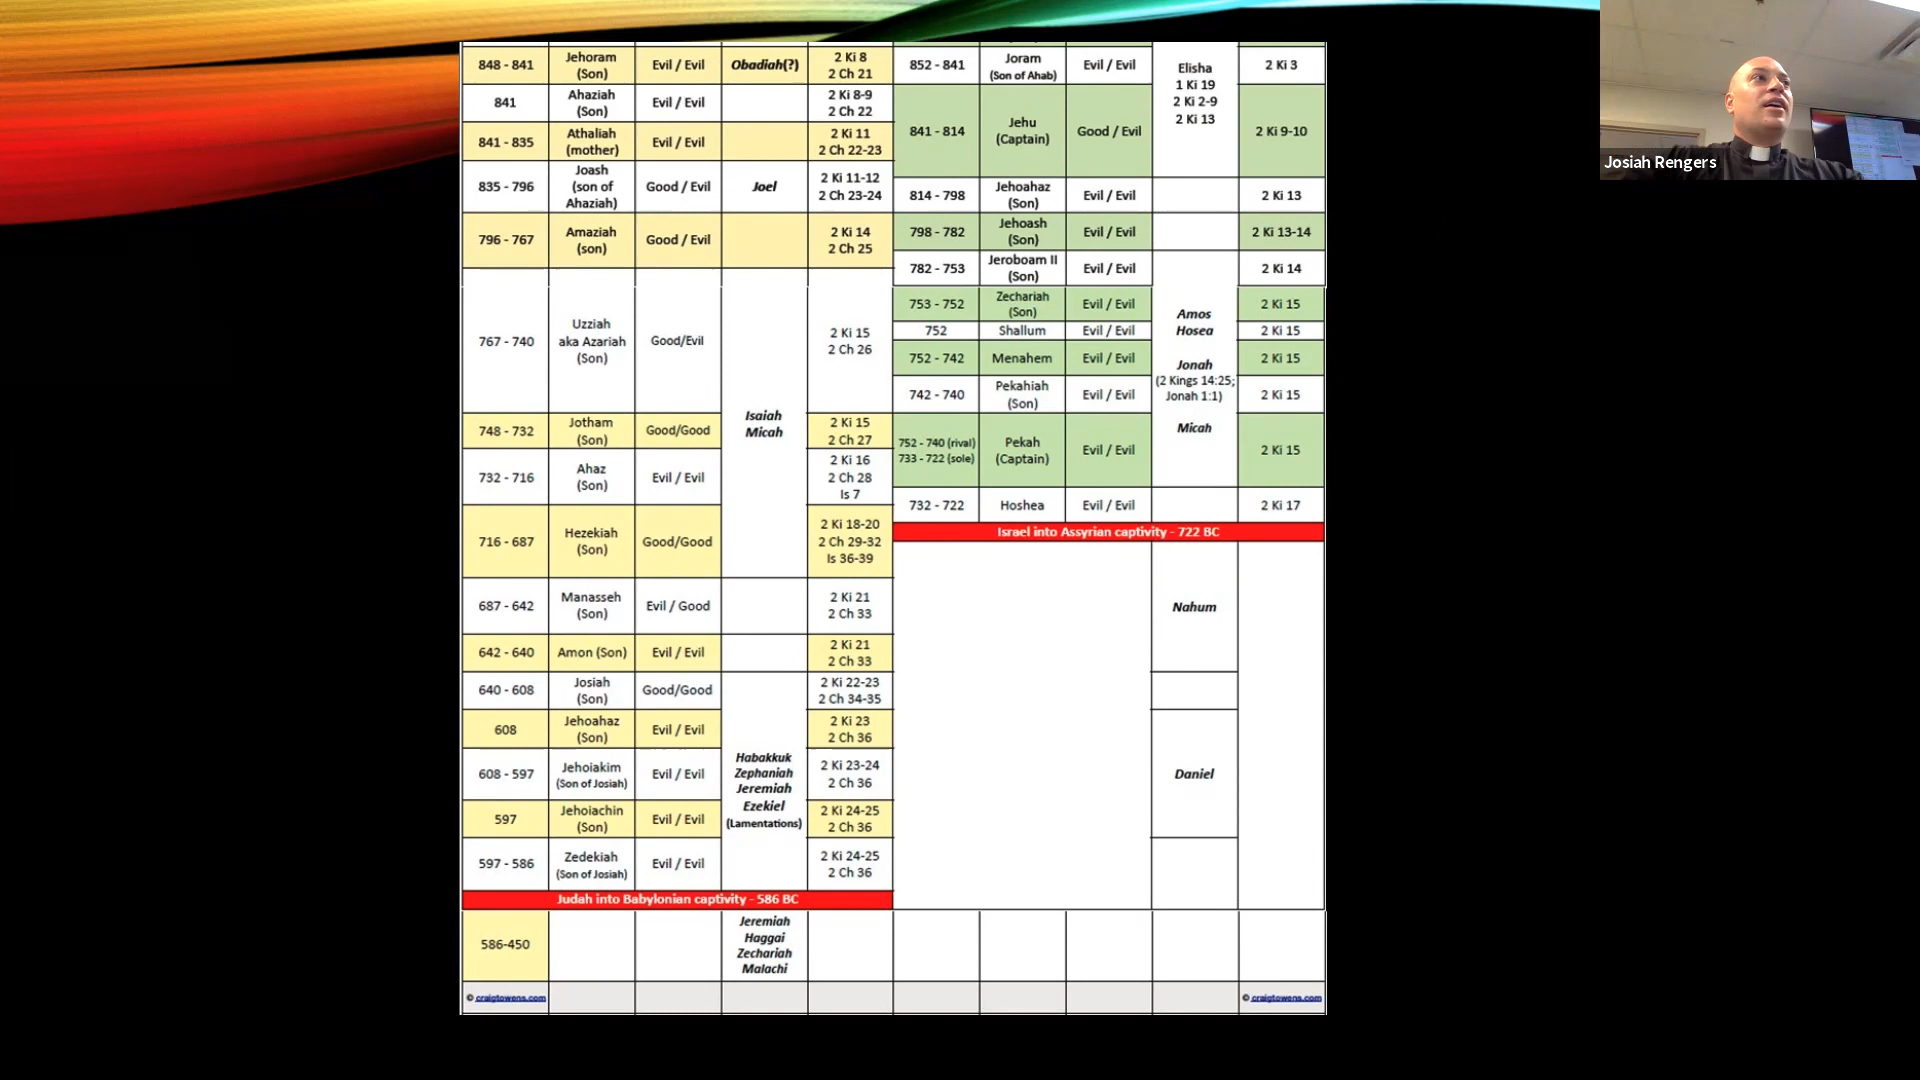 848 - 841
Jehoram
(Son)
Evil / Evil
Obadiah(?)
2 Ki 8
2 Ch 21
841
Ahaziah
(Son)
Evil / Evil
2 Ki 8-9
2 Ch 22
841 - 835
Athaliah
(mother)
Evil / Evil
2 Ki 11
2 Ch 22-23
835 - 796
Joash
(son of
Ahaziah)
Good / Evil
Joel
2 Ki 11-12
2 Ch 23-24
796 - 767
Amaziah
(son)
Good / Evil
2 Ki 14
2 Ch 25
767 - 740
Uzziah
aka Azariah
(Son)
Good/Evil
2 Ki 15
2 Ch 26
Isaiah
Micah
748 - 732
Jotham
(Son)
Good/Good
2 Ki 15
2 Ch 27
732 - 716
Ahaz
(Son)
Evil / Evil
2 Ki 16
2 Ch 28
Is 7
716 - 687
Hezekiah
(Son)
Good/Good
2 Ki 18-20
2 Ch 29-32
Is 36-39
687 - 642
Manasseh
(Son)
Evil / Good
2 Ki 21
2 Ch 33
642 - 640
Amon (Son)
Evil / Evil
2 Ki 21
2 Ch 33
640 - 608
Josiah
(Son)
Good/Good
2 Ki 22-23
2 Ch 34-35
608
Jehoahaz
(Son)
Evil / Evil
2 Ki 23
2 Ch 36
608 - 597
Jehoiakim
(Son of Josiah)
Evil / Evil
Habakkuk
Zephaniah
Jeremiah
Ezekiel
(Lamentations)
2 Ki 23-24
2 Ch 36
597
Jehoiachin
(Son)
Evil / Evil
2 Ki 24-25
2 Ch 36
597 - 586
Zedekiah
(Son of Josiah)
Evil / Evil
2 Ki 24-25
2 Ch 36
Judah into Babylonian captivity - 586 BC
586-450
Jeremiah
Haggai
Zechariah
Malachi
© craigtowens.com
852 - 841
Joram
(Son of Ahab)
Evil / Evil
Elisha
1 Ki 19
2 Ki 2-9
2 Ki 13
2 Ki 3
841 - 814
Jehu
(Captain)
Good / Evil
2 Ki 9-10
814 - 798
Jehoahaz
(Son)
Evil / Evil
2 Ki 13
798 - 782
Jehoash
(Son)
Evil / Evil
2 Ki 13-14
782 - 753
Jeroboam II
(Son)
Evil / Evil
2 Ki 14
753 - 752
Zechariah
(Son)
Evil / Evil
2 Ki 15
Amos
Hosea
Jonah
(2 Kings 14:25;
Jonah 1:1)
Micah
752
Shallum
Evil / Evil
2 Ki 15
752 - 742
Menahem
Evil / Evil
2 Ki 15
742 - 740
Pekahiah
(Son)
Evil / Evil
2 Ki 15
752 - 740 (rival)
733 - 722 (sole)
Pekah
(Captain)
Evil / Evil
2 Ki 15
732 - 722
Hoshea
Evil / Evil
2 Ki 17
Israel into Assyrian captivity - 722 BC
Nahum
Daniel
© craigtowens.com
Josiah Rengers